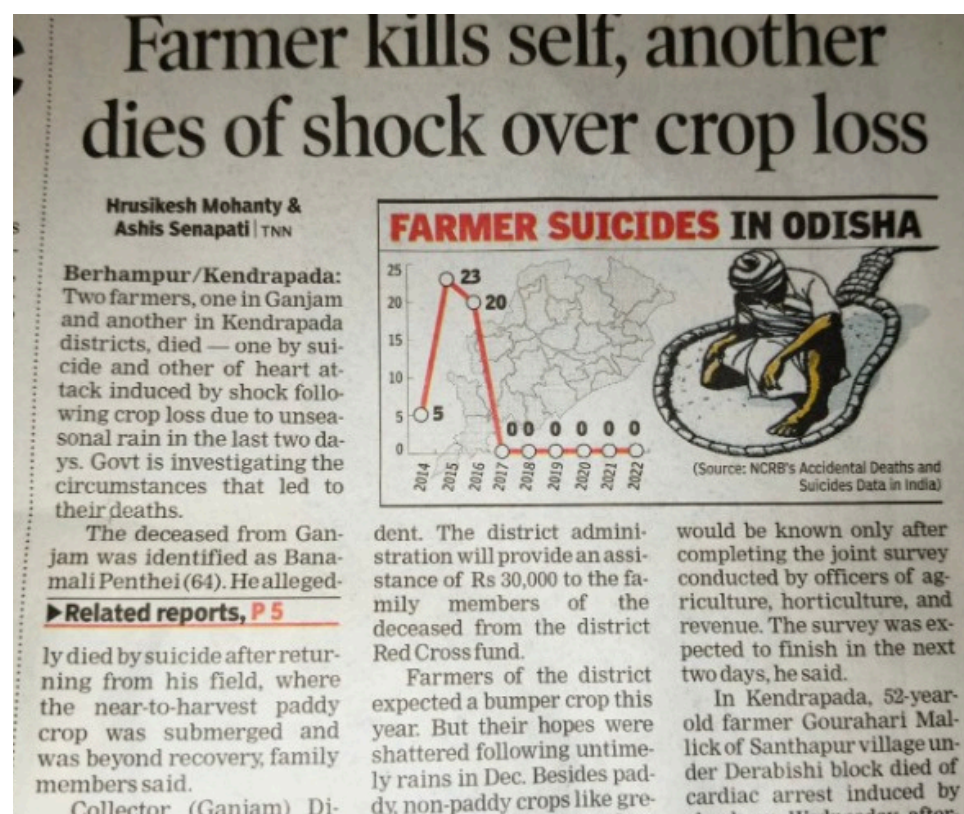 Farmer kills self, another
dies of shock over crop loss
Hrusikesh Mohanty &
Ashis Senapati | TNN
Berhampur/Kendrapada:
Two farmers, one in Ganjam
and another in Kendrapada
districts, died — one by sui-
cide and other of heart at-
tack induced by shock follo-
wing crop loss due to unsea-
sonal rain in the last two da-
ys. Govt is investigating the
circumstances that led to
their deaths.
The deceased from Gan-
jam was identified as Bana-
mali Penthei (64). He alleged-
▶Related reports, P 5
ly died by suicide after retur-
ning from his field, where
the near-to-harvest paddy
crop was submerged and
was beyond recovery, family
members said.
Collector (Ganjam) Di-
FARMER SUICIDES IN ODISHA
25
20
15
10
5
0
5
23
20
0 0 0 0 0 0
2014 2015 2016 2017 2018 2019 2020 2021 2022
(Source: NCRB's Accidental Deaths and
Suicides Data in India)
dent. The district admini-
stration will provide an assi-
stance of Rs 30,000 to the fa-
mily members of the
deceased from the district
Red Cross fund.
Farmers of the district
expected a bumper crop this
year. But their hopes were
shattered following untime-
ly rains in Dec. Besides pad-
dy, non-paddy crops like gre-
would be known only after
completing the joint survey
conducted by officers of ag-
riculture, horticulture, and
revenue. The survey was ex-
pected to finish in the next
two days, he said.
In Kendrapada, 52-year-
old farmer Gourahari Mal-
lick of Santhapur village un-
der Derabishi block died of
cardiac arrest induced by